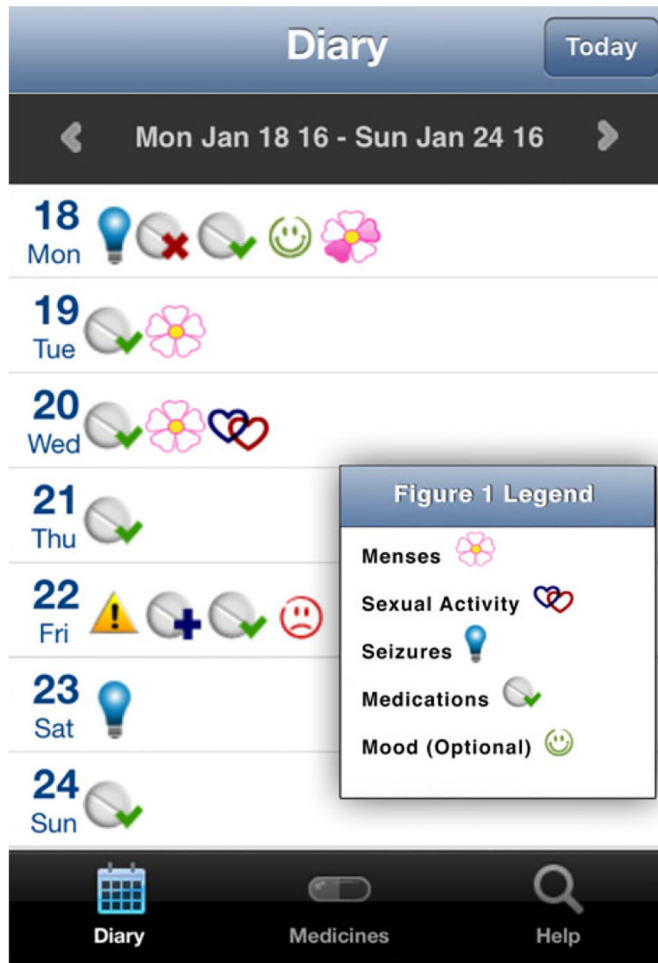 Diary
Today
Mon Jan 18 16 - Sun Jan 24 16
18
Mon
19
Tue
20
Wed
21
Thu
22
Fri
23
Sat
24
Sun
Figure 1 Legend
Menses
Sexual Activity
Seizures
Medications
Mood (Optional)
Diary
Medicines
Help